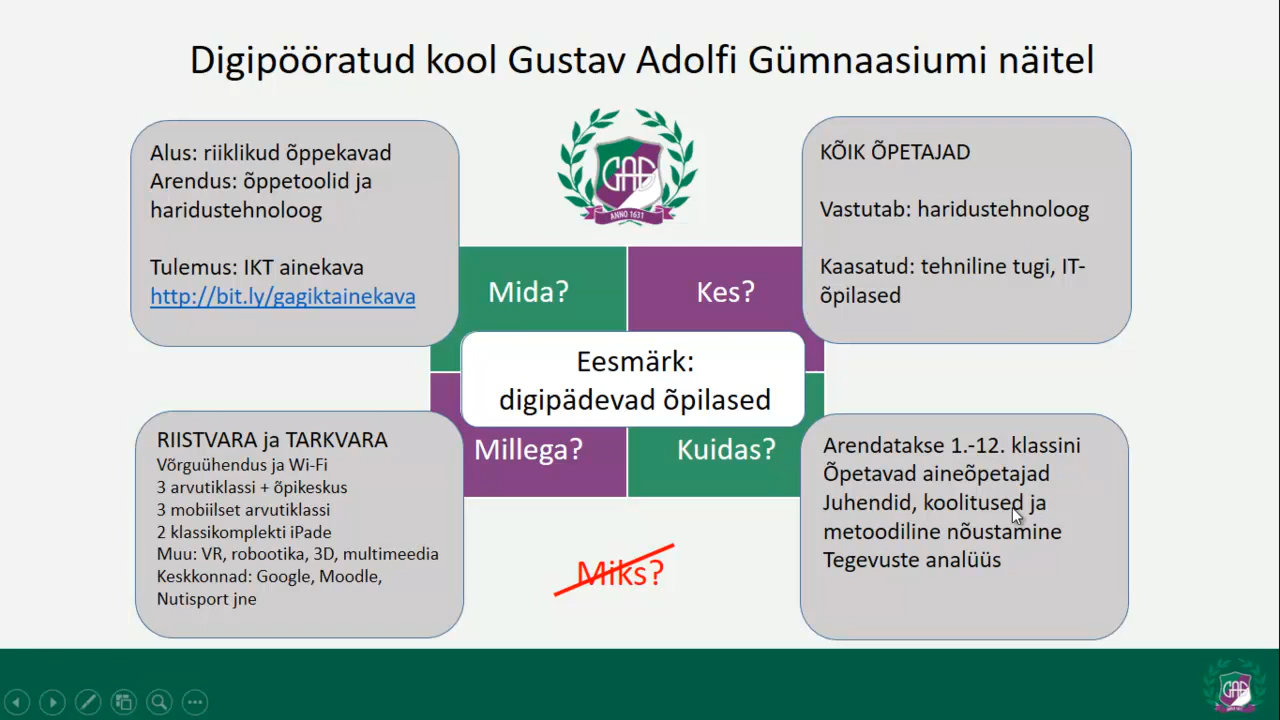 Digipööratud kool Gustav Adolfi Gümnaasiumi näitel
Alus: riiklikud õppekavad
Arendus: õppetoolid ja
haridustehnoloog
Tulemus: IKT ainekava
http://bit.ly/gagiktainekava
GAG
ANNO 1631
KÕIK ÕPETAJAD
Vastutab: haridustehnoloog
Kaasatud: tehniline tugi, IT-
õpilased
Mida?
Kes?
Eesmärk:
digipädevad õpilased
Millega?
Kuidas?
RIISTVARA ja TARKVARA
Võrguühendus ja Wi-Fi
3 arvutiklassi + õpikeskus
3 mobiilset arvutiklassi
2 klassikomplekti iPade
Muu: VR, robootika, 3D, multimeedia
Keskkonnad: Google, Moodle,
Nutisport jne
Arendatakse 1.-12. klassini
Õpetavad aineõpetajad
Juhendid, koolitused ja
metoodiline nõustamine
Tegevuste analüüs
Miks?
GAG